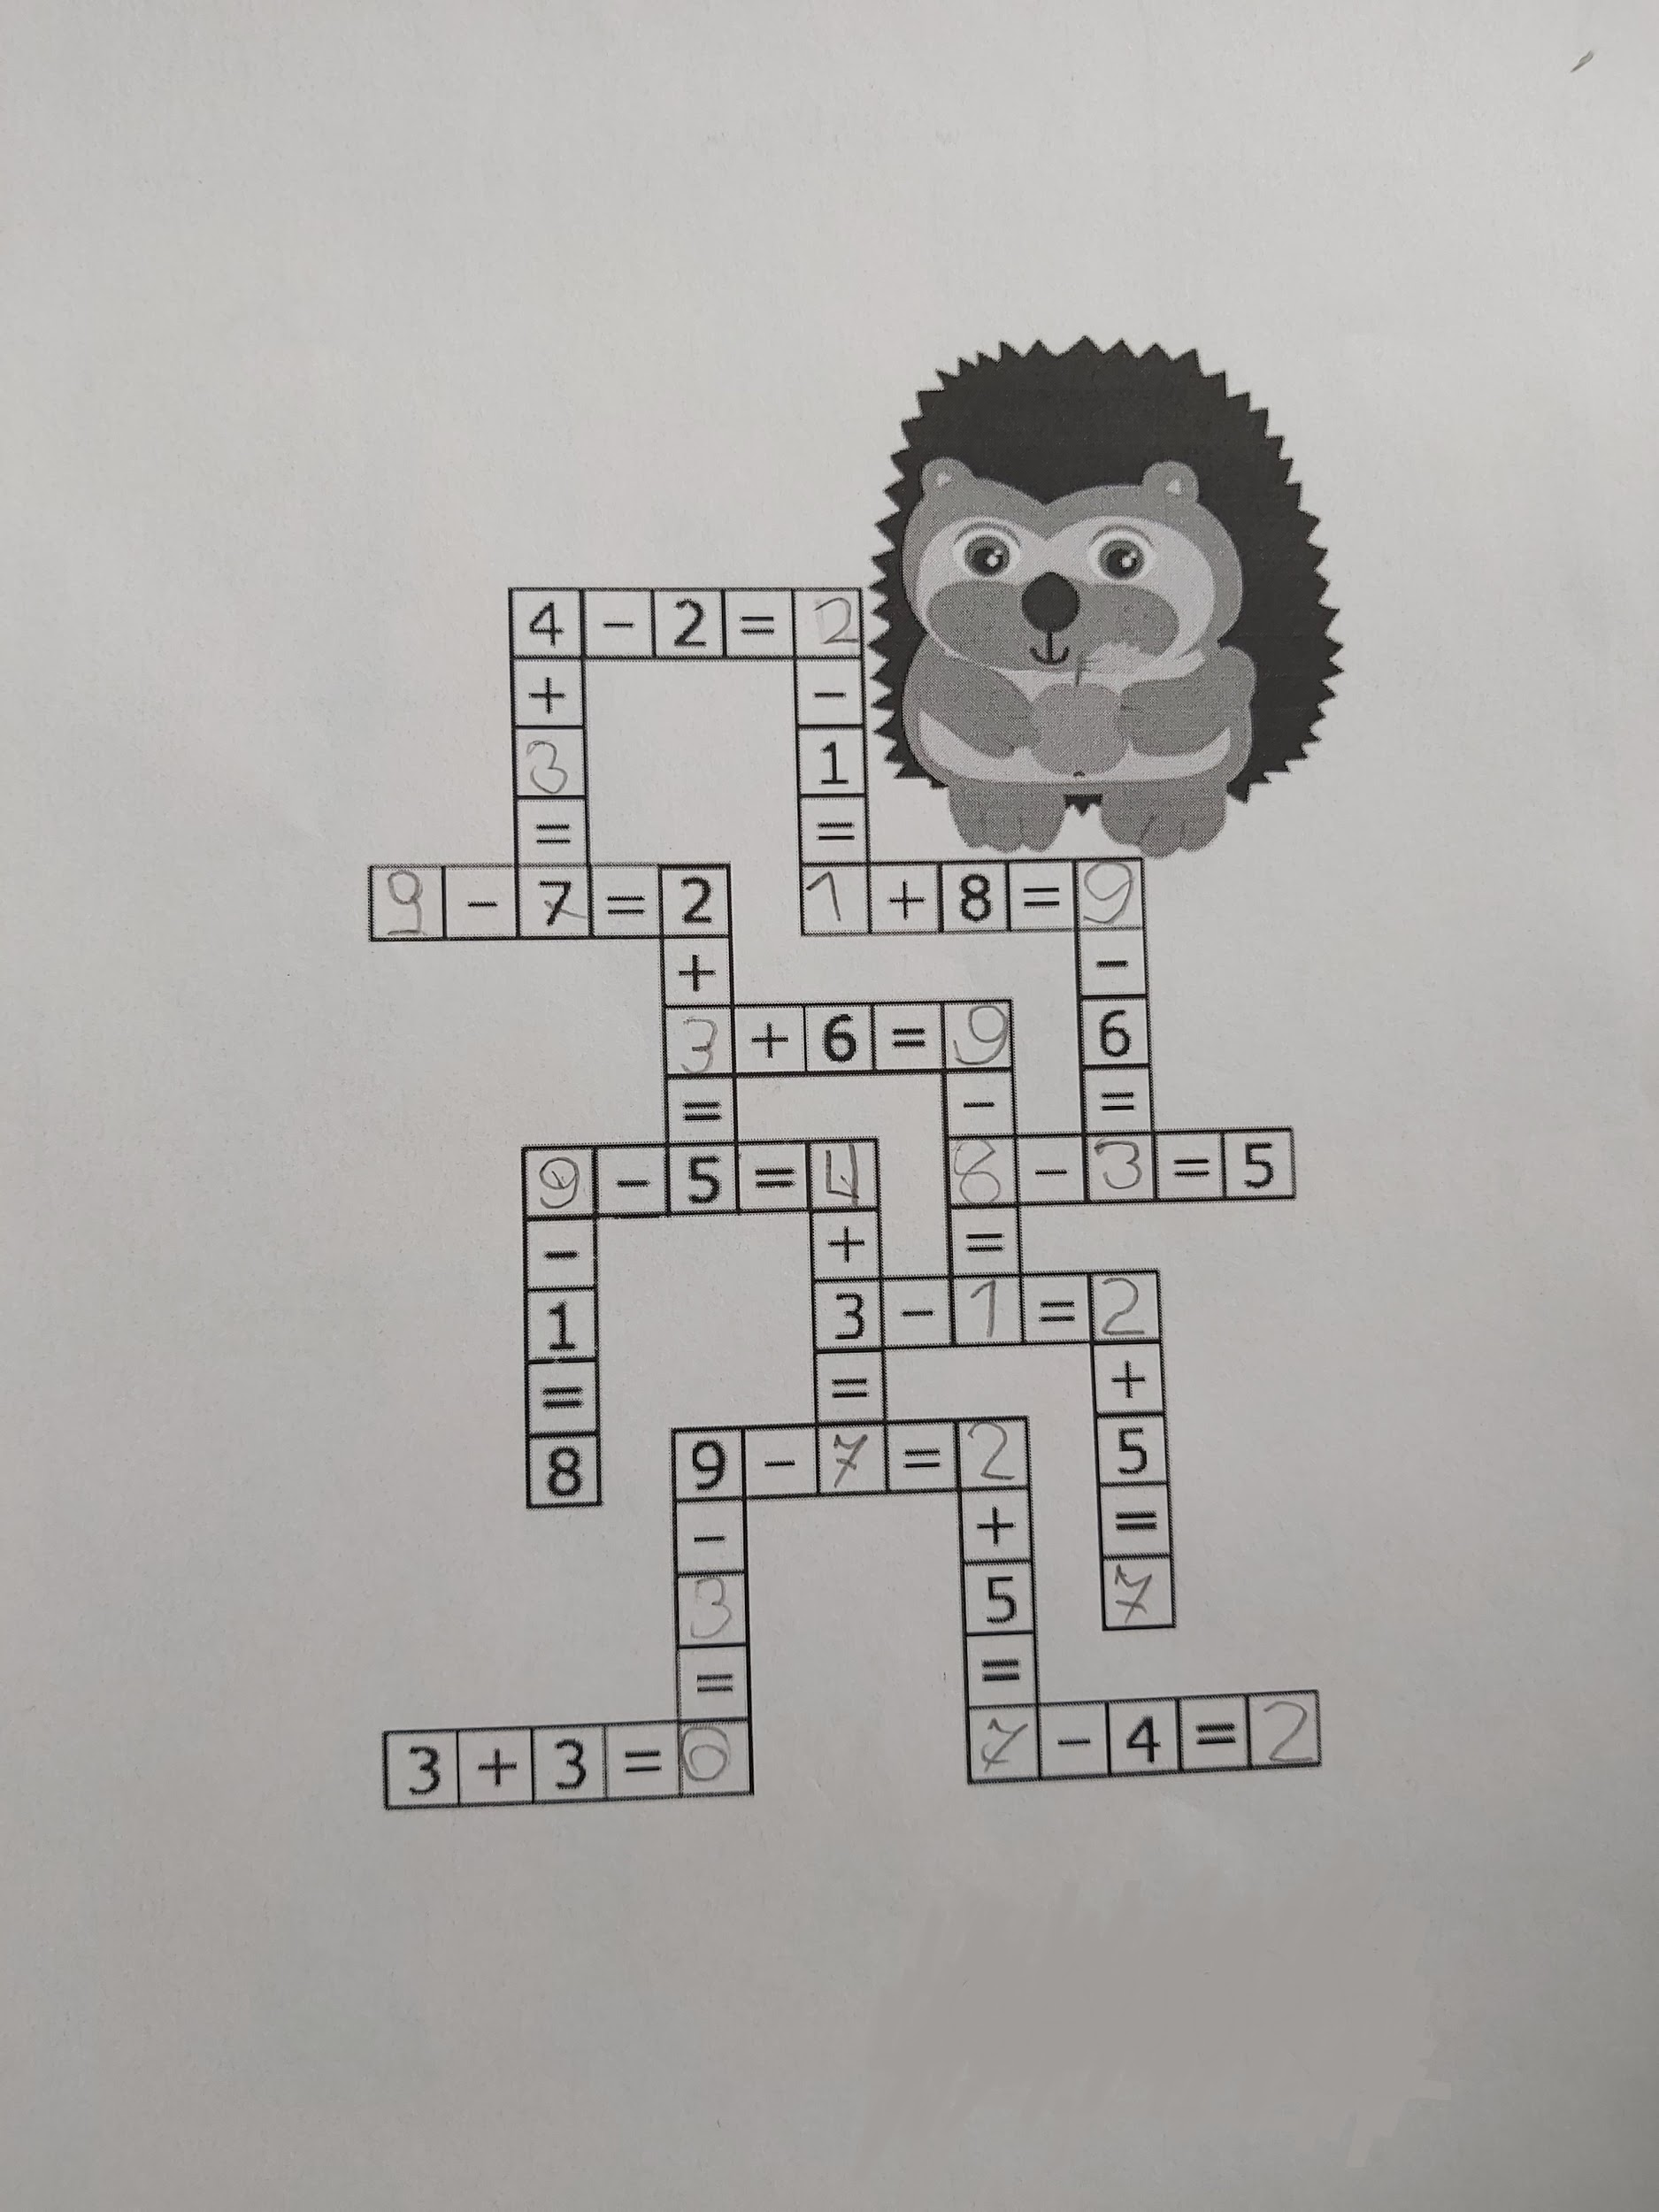 4 - 2 = 2
+ -
3 1
= =
9 - 7 = 2 1 + 8 = 9
+ -
3 + 6 = 9 6
= - =
9 - 5 = 4 8 - 3 = 5
- + =
1 3 - 1 = 2
= = +
8 9 - 7 = 2 5
- + =
3 5 7
= =
3 + 3 = 6 7 - 4 = 2